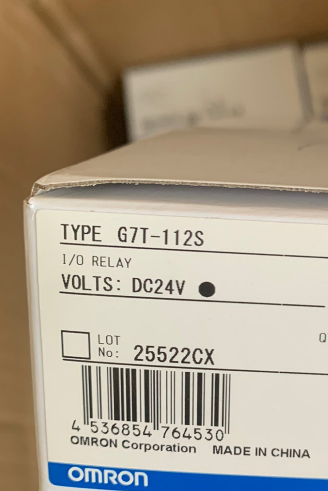 TYPE G7T-112S
I/O RELAY
VOLTS: DC24V ●
LOT
No: 25522CX
Q
4 536854 764530
OMRON Corporation MADE IN CHINA
OMRON